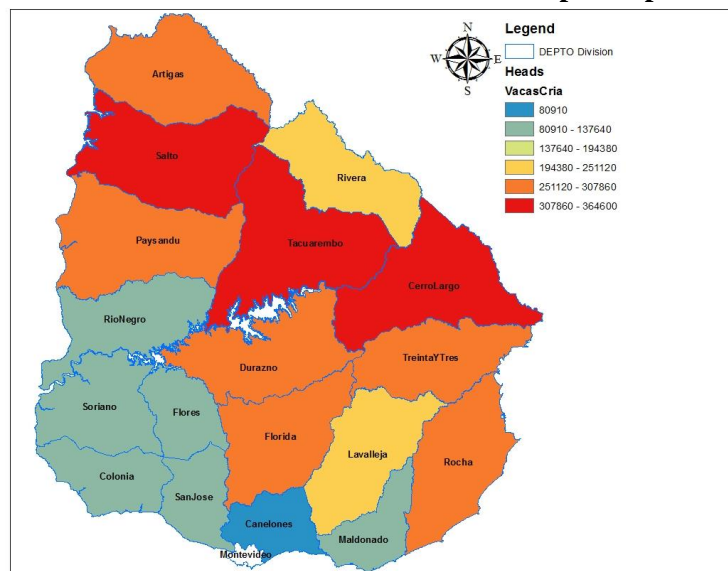 Legend
DEPTO Division
Heads
VacasCria
80910
80910 - 137640
137640 - 194380
194380 - 251120
251120 - 307860
307860 - 364600
N
W
E
S
Artigas
Salto
Rivera
Paysandu
Tacuarembo
CerroLargo
RioNegro
Durazno
TreintaYTres
Soriano
Flores
Florida
Lavalleja
Rocha
Colonia
SanJose
Canelones
Maldonado
Montevideo